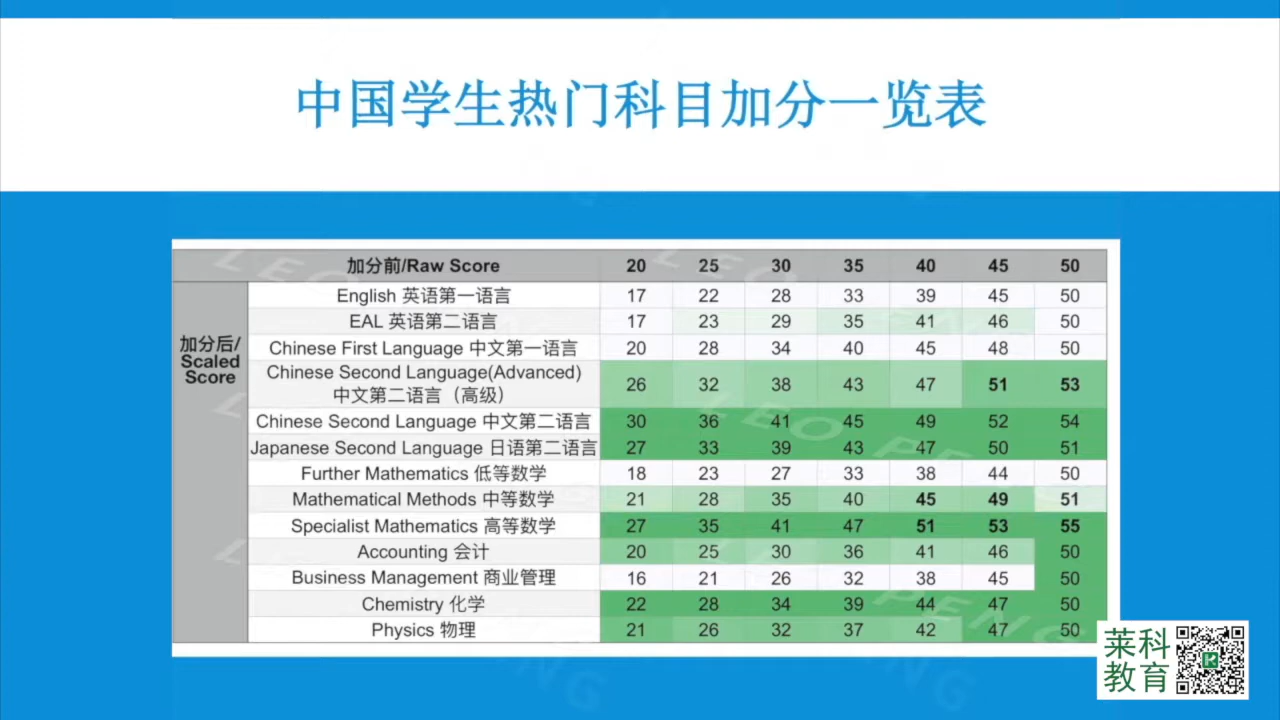 中国学生热门科目加分一览表
加分前/Raw Score 20 25 30 35 40 45 50
加分后/
Scaled
Score
English 英语第一语言 17 22 28 33 39 45 50
EAL 英语第二语言 17 23 29 35 41 46 50
Chinese First Language 中文第一语言 20 28 34 40 45 48 50
Chinese Second Language(Advanced)
中文第二语言（高级） 26 32 38 43 47 51 53
Chinese Second Language 中文第二语言 30 36 41 45 49 52 54
Japanese Second Language 日语第二语言 27 33 39 43 47 50 51
Further Mathematics 低等数学 18 23 27 33 38 44 50
Mathematical Methods 中等数学 21 28 35 40 45 49 51
Specialist Mathematics 高等数学 27 35 41 47 51 53 55
Accounting 会计 20 25 30 36 41 46 50
Business Management 商业管理 16 21 26 32 38 45 50
Chemistry 化学 22 28 34 39 44 47 50
Physics 物理 21 26 32 37 42 47 50
LEO PENG
莱科
教育